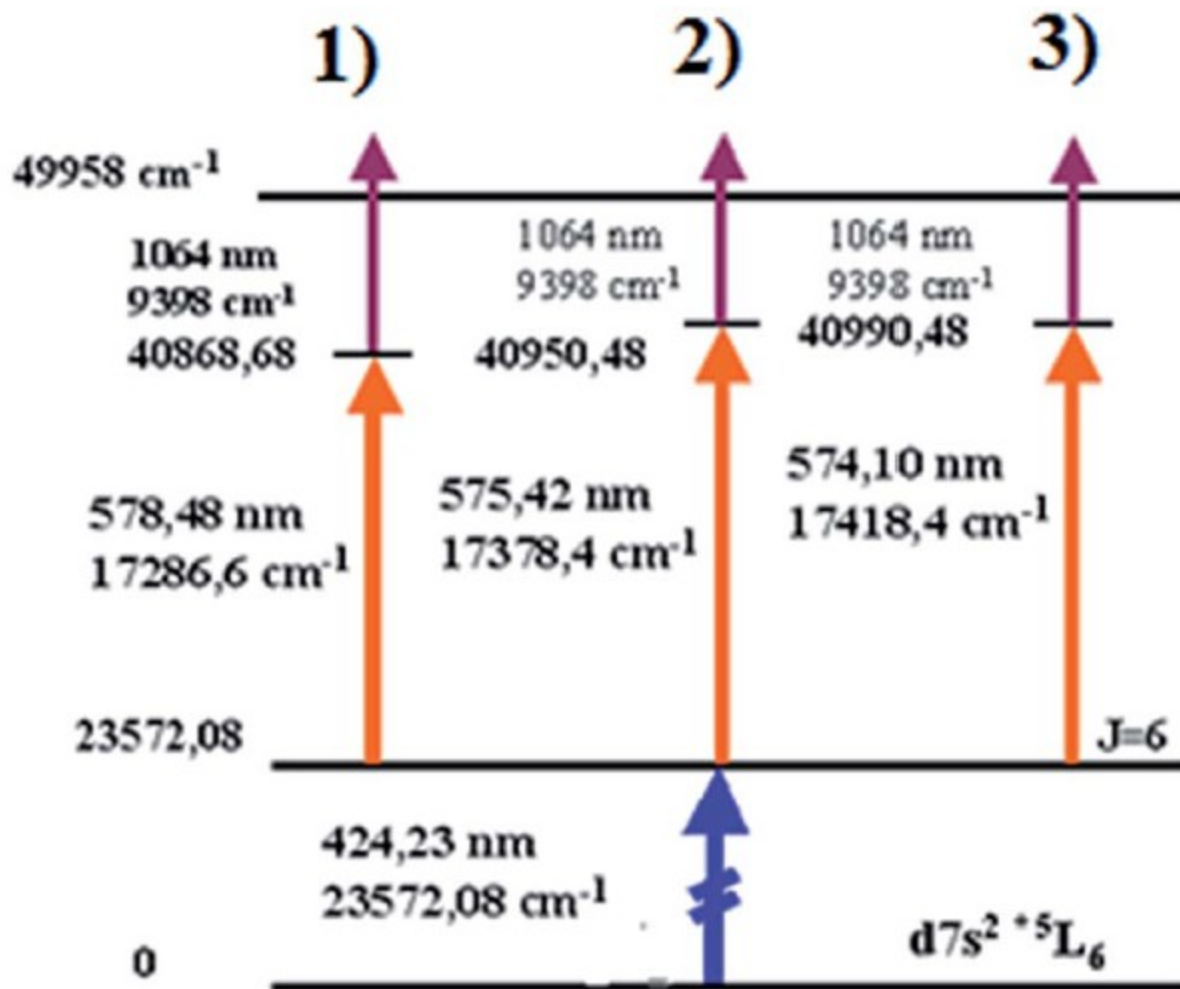 1)
2)
3)
49958 cm⁻¹
1064 nm
9398 cm⁻¹
40868,68
1064 nm
9398 cm⁻¹
40950,48
1064 nm
9398 cm⁻¹
40990,48
578,48 nm
17286,6 cm⁻¹
575,42 nm
17378,4 cm⁻¹
574,10 nm
17418,4 cm⁻¹
23572,08
J=6
424,23 nm
23572,08 cm⁻¹
0
d7s² *⁵L₆